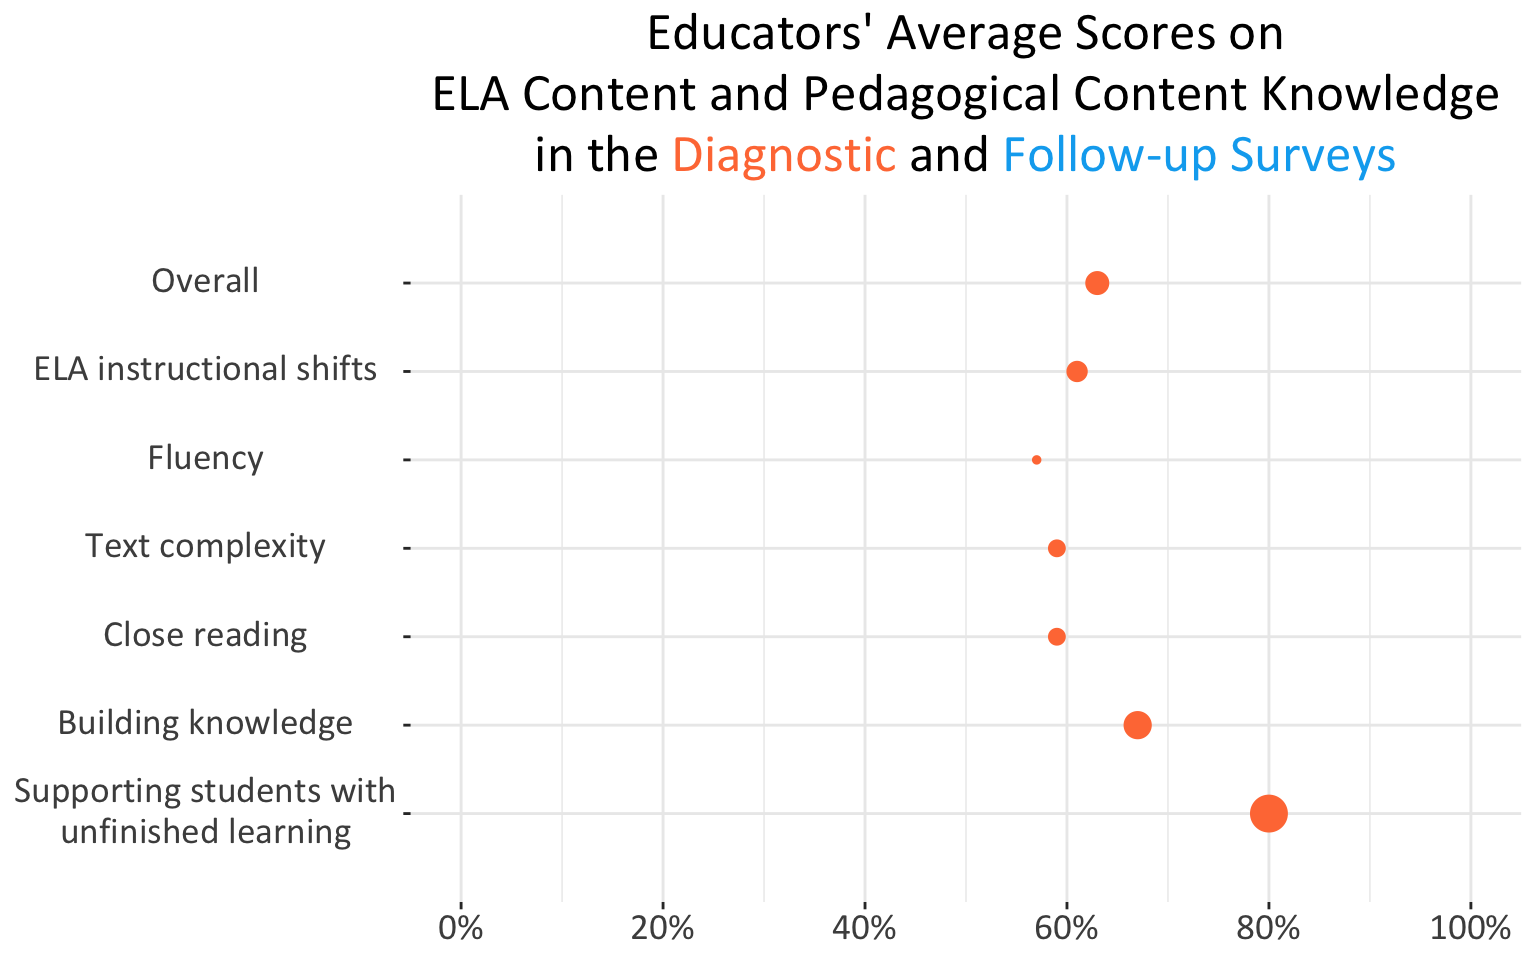 Educators' Average Scores on
ELA Content and Pedagogical Content Knowledge
in the Diagnostic and Follow-up Surveys
Overall
ELA instructional shifts
Fluency
Text complexity
Close reading
Building knowledge
Supporting students with
unfinished learning
0% 20% 40% 60% 80% 100%